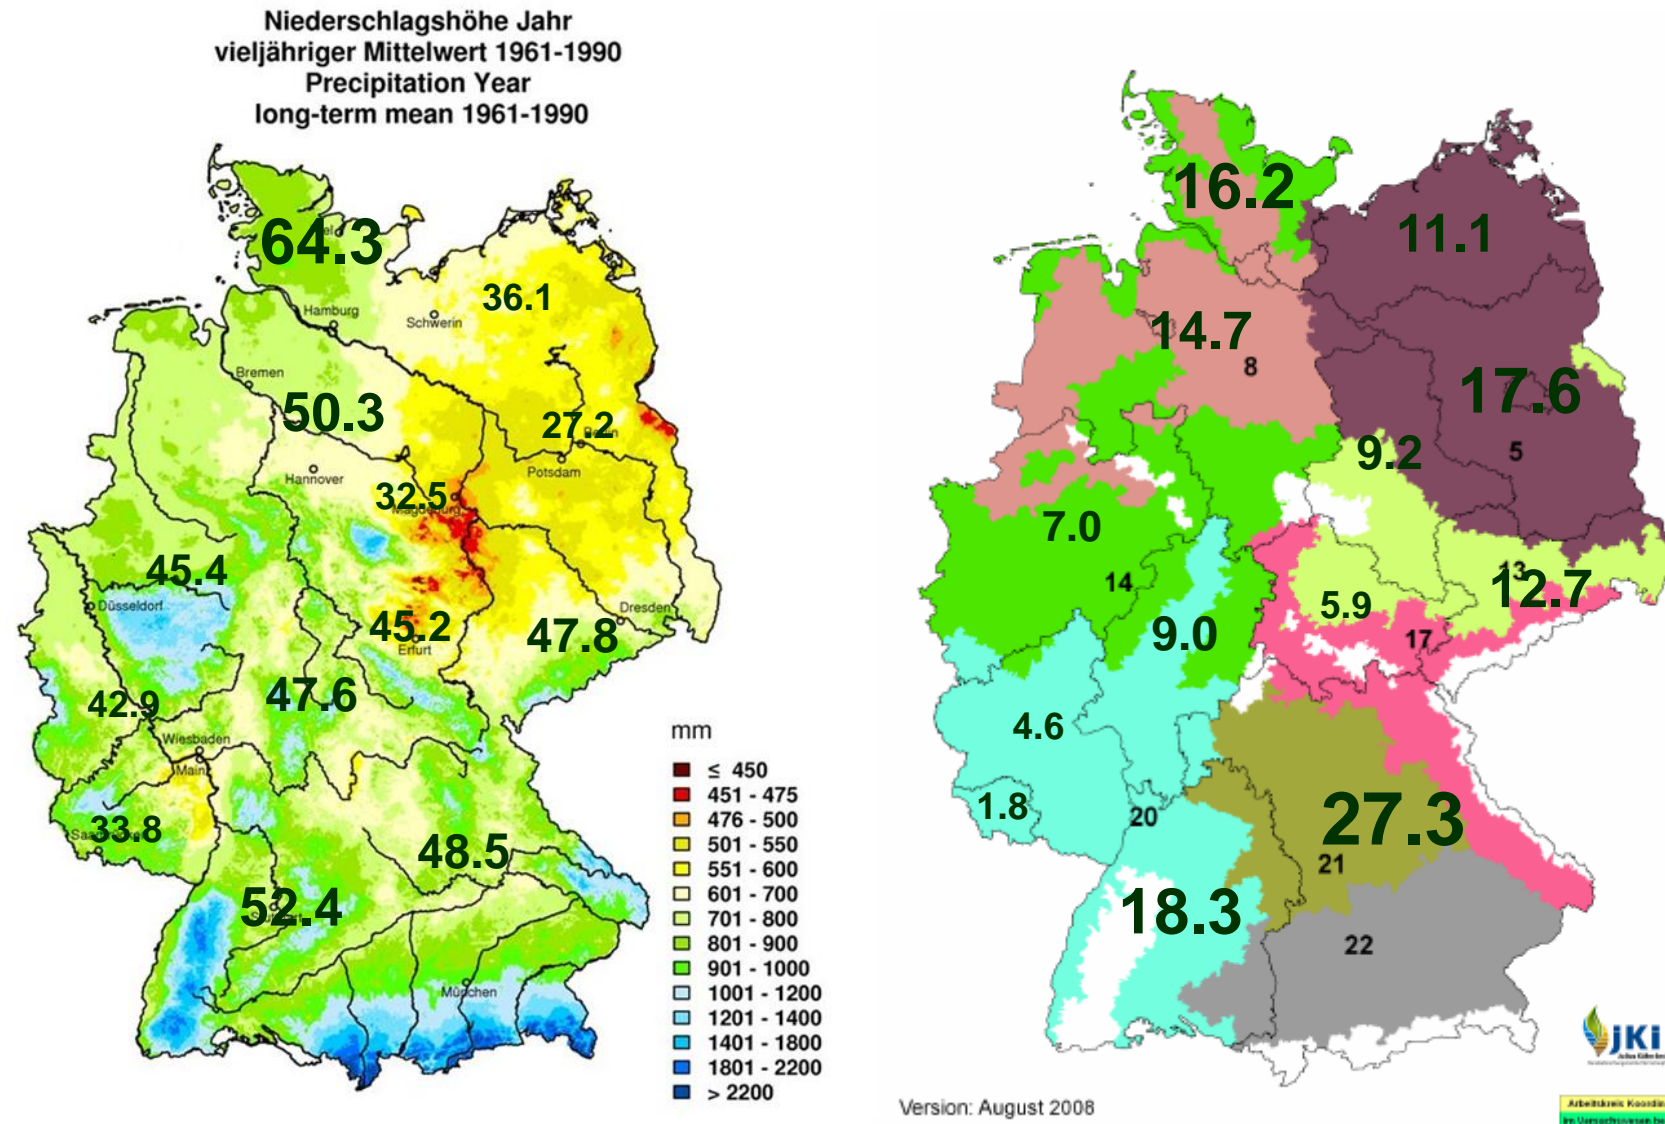 Niederschlagshöhe Jahr
vieljähriger Mittelwert 1961-1990
Precipitation Year
long-term mean 1961-1990
64.3
Hamburg
Schwerin
36.1
Bremen
50.3
27.2
Potsdam
Hannover
32.5
45.4
Düsseldorf
45.2
Erfurt
Dresden
47.8
42.9
47.6
Wiesbaden
Mainz
33.8
48.5
52.4
München
mm
≤ 450
451 - 475
476 - 500
501 - 550
551 - 600
601 - 700
701 - 800
801 - 900
901 - 1000
1001 - 1200
1201 - 1400
1401 - 1800
1801 - 2200
> 2200
16.2
11.1
14.7
8
17.6
9.2
5
7.0
14
13
12.7
5.9
9.0
17
4.6
1.8
20
27.3
21
18.3
22
JKI
Version: August 2008
Arbeitskreis Koordin